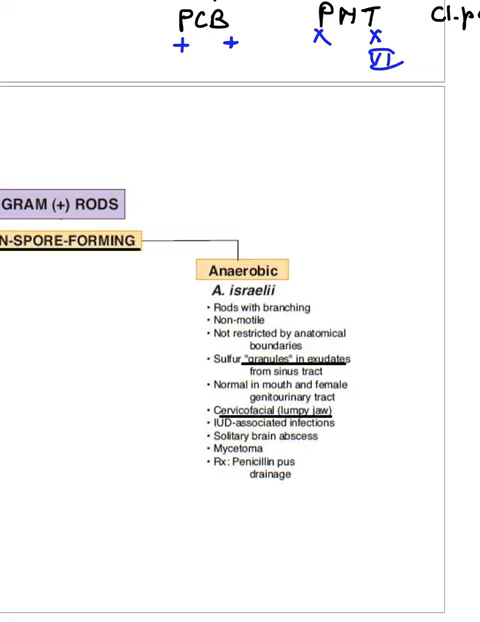 PCB PMT
+ + x x
VI
GRAM (+) RODS
N-SPORE-FORMING
Anaerobic
A. israelii
• Rods with branching
• Non-motile
• Not restricted by anatomical
boundaries
• Sulfur "granules" in exudates
from sinus tract
• Normal in mouth and female
genitourinary tract
• Cervicofacial (lumpy jaw)
• IUD-associated infections
• Solitary brain abscess
• Mycetoma
• Rx: Penicillin pus
drainage